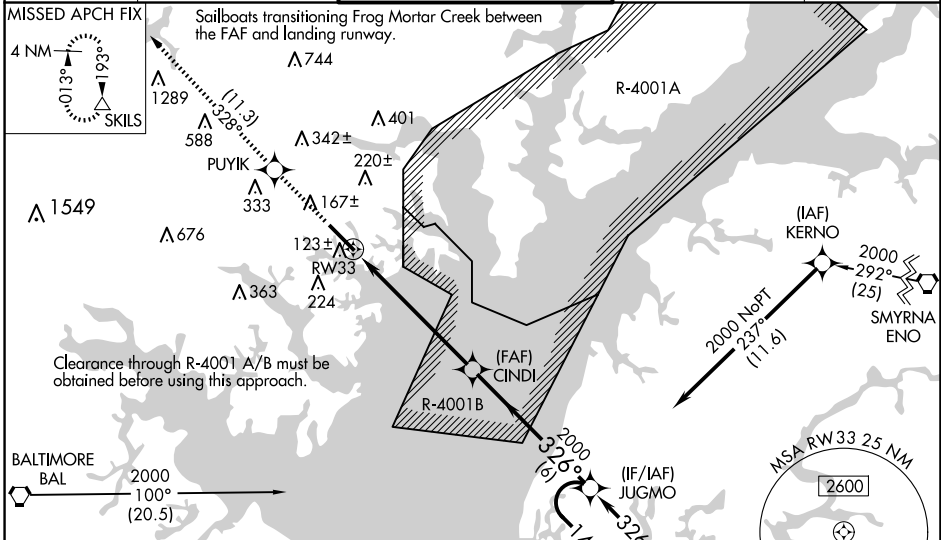 MISSED APCH FIX
4 NM
013°
193°
SKILS
Sailboats transitioning Frog Mortar Creek between
the FAF and landing runway.
744
1289
(11.3)
328°
588
401
342±
PUYIK
220±
333
167±
1549
676
123±
RW33
363
224
R-4001A
(IAF)
KERNO
2000
292°
(25)
SMYRNA
ENO
2000 NoPT
237°
(11.6)
Clearance through R-4001 A/B must be
obtained before using this approach.
(FAF)
CINDI
R-4001B
BALTIMORE
BAL
2000
100°
(20.5)
2000
326°
(6)
(IF/IAF)
JUGMO
MSA RW33 25 NM
2600